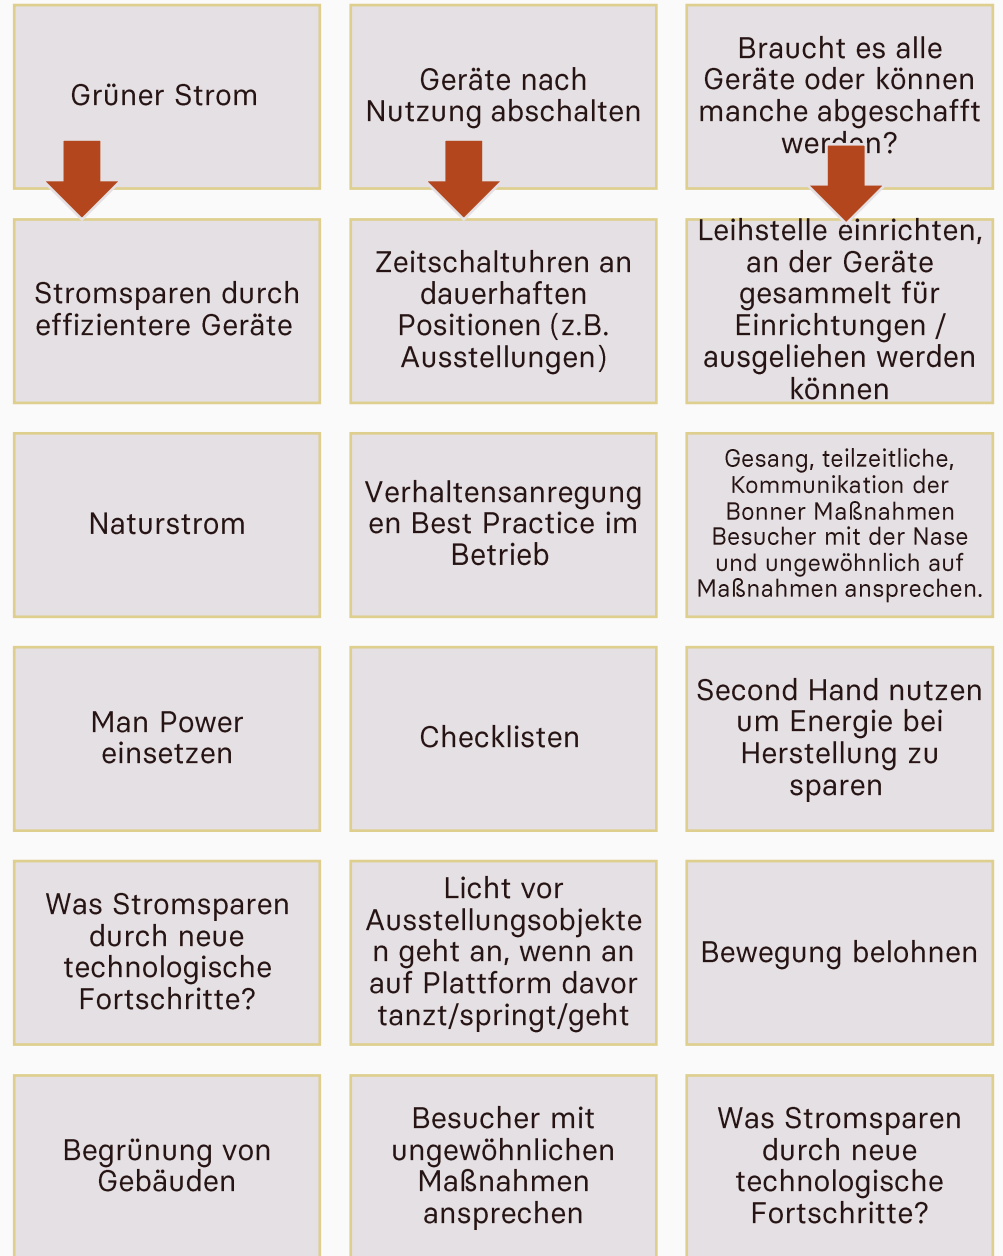 Grüner Strom
Geräte nach
Nutzung abschalten
Braucht es alle
Geräte oder können
manche abgeschafft
werden?
Stromsparen durch
effizientere Geräte
Zeitschaltuhren an
dauerhaften
Positionen (z.B.
Ausstellungen)
Leihstelle einrichten,
an der Geräte
gesammelt für
Einrichtungen /
ausgeliehen werden
können
Naturstrom
Verhaltensanregung
en Best Practice im
Betrieb
Gesang, teilzeitliche,
Kommunikation der
Bonner Maßnahmen
Besucher mit der Nase
und ungewöhnlich auf
Maßnahmen ansprechen.
Man Power
einsetzen
Checklisten
Second Hand nutzen
um Energie bei
Herstellung zu
sparen
Was Stromsparen
durch neue
technologische
Fortschritte?
Licht vor
Ausstellungsobjekte
n geht an, wenn an
auf Plattform davor
tanzt/springt/geht
Bewegung belohnen
Begrünung von
Gebäuden
Besucher mit
ungewöhnlichen
Maßnahmen
ansprechen
Was Stromsparen
durch neue
technologische
Fortschritte?